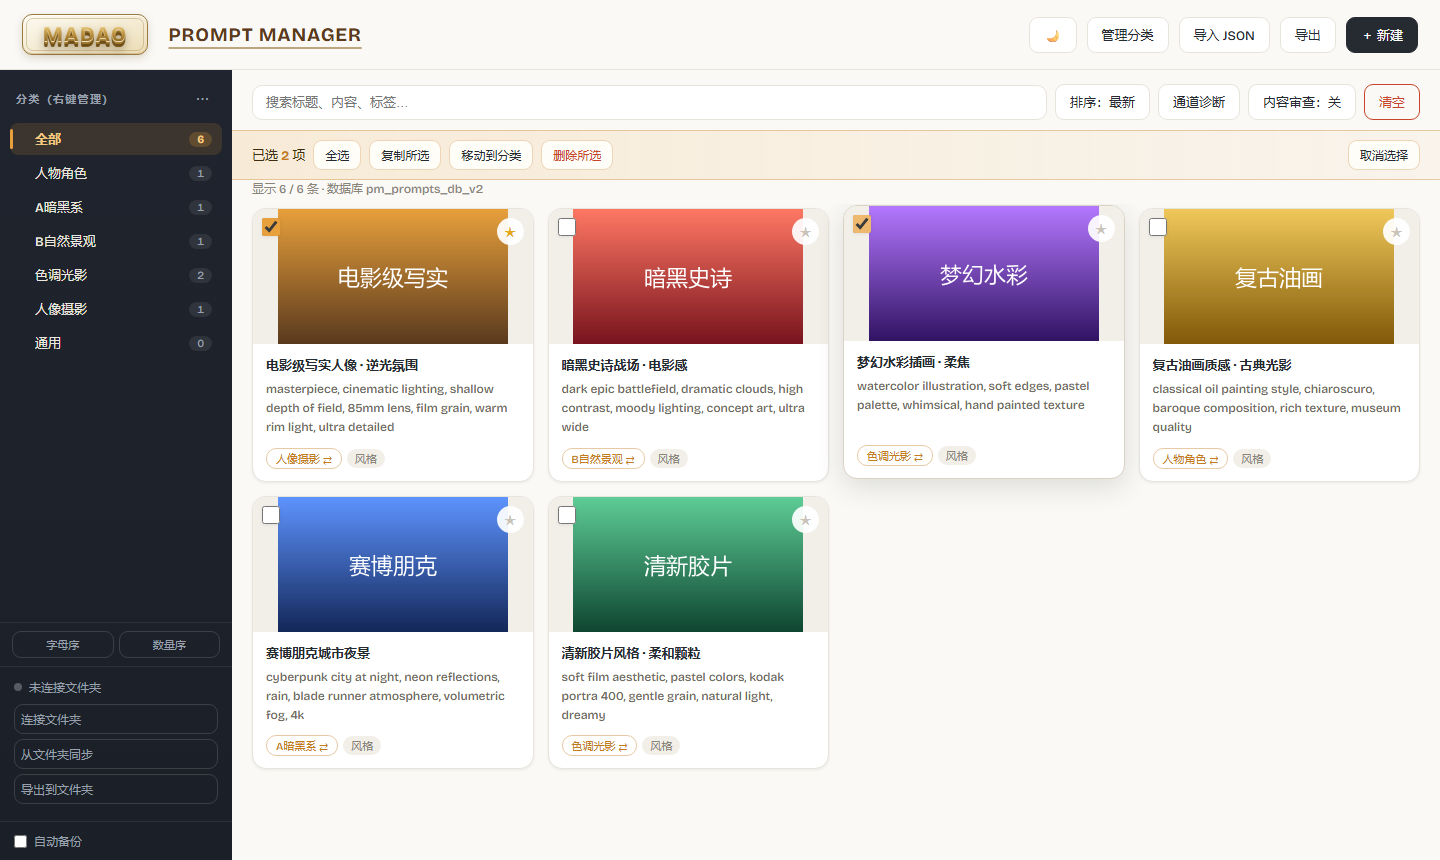 MADAO
PROMPT MANAGER
🌙
管理分类
导入 JSON
导出
+ 新建
分类（右键管理）
...
全部 6
人物角色 1
A暗黑系 1
B自然景观 1
色调光影 2
人像摄影 1
通用 0
字母序
数量序
未连接文件夹
连接文件夹
从文件夹同步
导出到文件夹
自动备份
搜索标题、内容、标签...
排序：最新
通道诊断
内容审查：关
清空
已选 2 项
全选
复制所选
移动到分类
删除所选
取消选择
显示 6 / 6 条 · 数据库 pm_prompts_db_v2
电影级写实
电影级写实人像 · 逆光氛围
masterpiece, cinematic lighting, shallow
depth of field, 85mm lens, film grain, warm
rim light, ultra detailed
人像摄影 ⇄
风格
暗黑史诗
暗黑史诗战场 · 电影感
dark epic battlefield, dramatic clouds, high
contrast, moody lighting, concept art, ultra
wide
B自然景观 ⇄
风格
梦幻水彩
梦幻水彩插画 · 柔焦
watercolor illustration, soft edges, pastel
palette, whimsical, hand painted texture
色调光影 ⇄
风格
复古油画
复古油画质感 · 古典光影
classical oil painting style, chiaroscuro,
baroque composition, rich texture, museum
quality
人物角色 ⇄
风格
赛博朋克
赛博朋克城市夜景
cyberpunk city at night, neon reflections,
rain, blade runner atmosphere, volumetric
fog, 4k
A暗黑系 ⇄
风格
清新胶片
清新胶片风格 · 柔和颗粒
soft film aesthetic, pastel colors, kodak
portra 400, gentle grain, natural light,
dreamy
色调光影 ⇄
风格